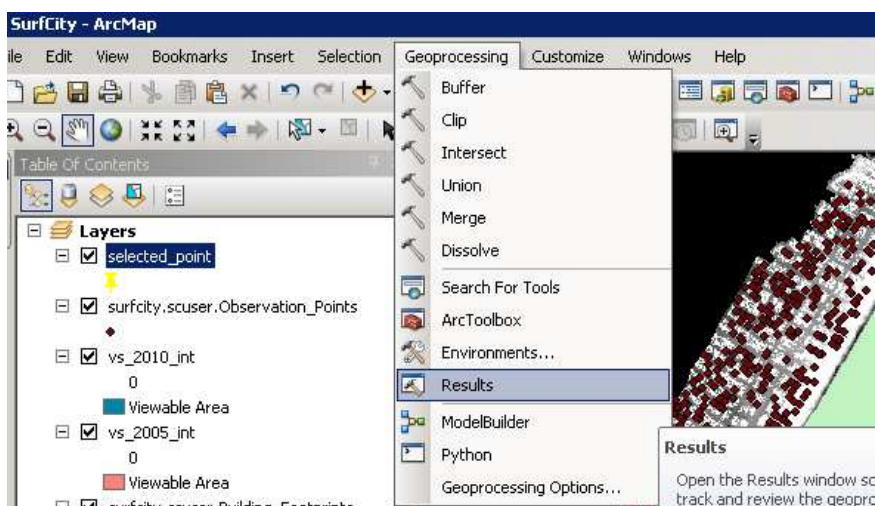 SurfCity - ArcMap
ile Edit View Bookmarks Insert Selection Geoprocessing Customize Windows Help
Table Of Contents
Layers
selected_point
surfcity.scuser.Observation_Points
vs_2010_int
0
Viewable Area
vs_2005_int
0
Viewable Area
Buffer
Clip
Intersect
Union
Merge
Dissolve
Search For Tools
ArcToolbox
Environments...
Results
ModelBuilder
Python
Geoprocessing Options...
Results
Open the Results window so
track and review the geopro